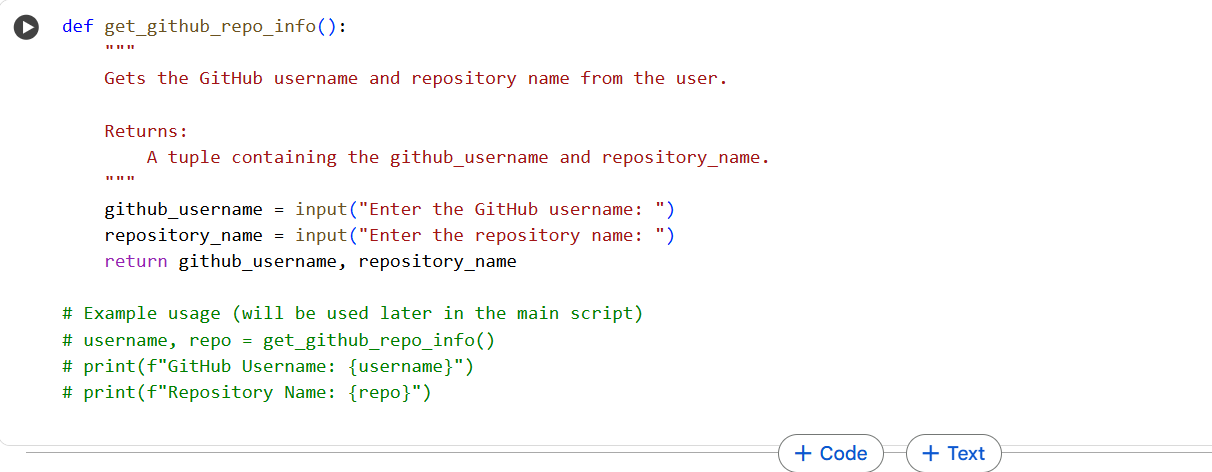 def get_github_repo_info():
    """
    Gets the GitHub username and repository name from the user.

    Returns:
        A tuple containing the github_username and repository_name.
    """
    github_username = input("Enter the GitHub username: ")
    repository_name = input("Enter the repository name: ")
    return github_username, repository_name

# Example usage (will be used later in the main script)
# username, repo = get_github_repo_info()
# print(f"GitHub Username: {username}")
# print(f"Repository Name: {repo}")
+ Code
+ Text